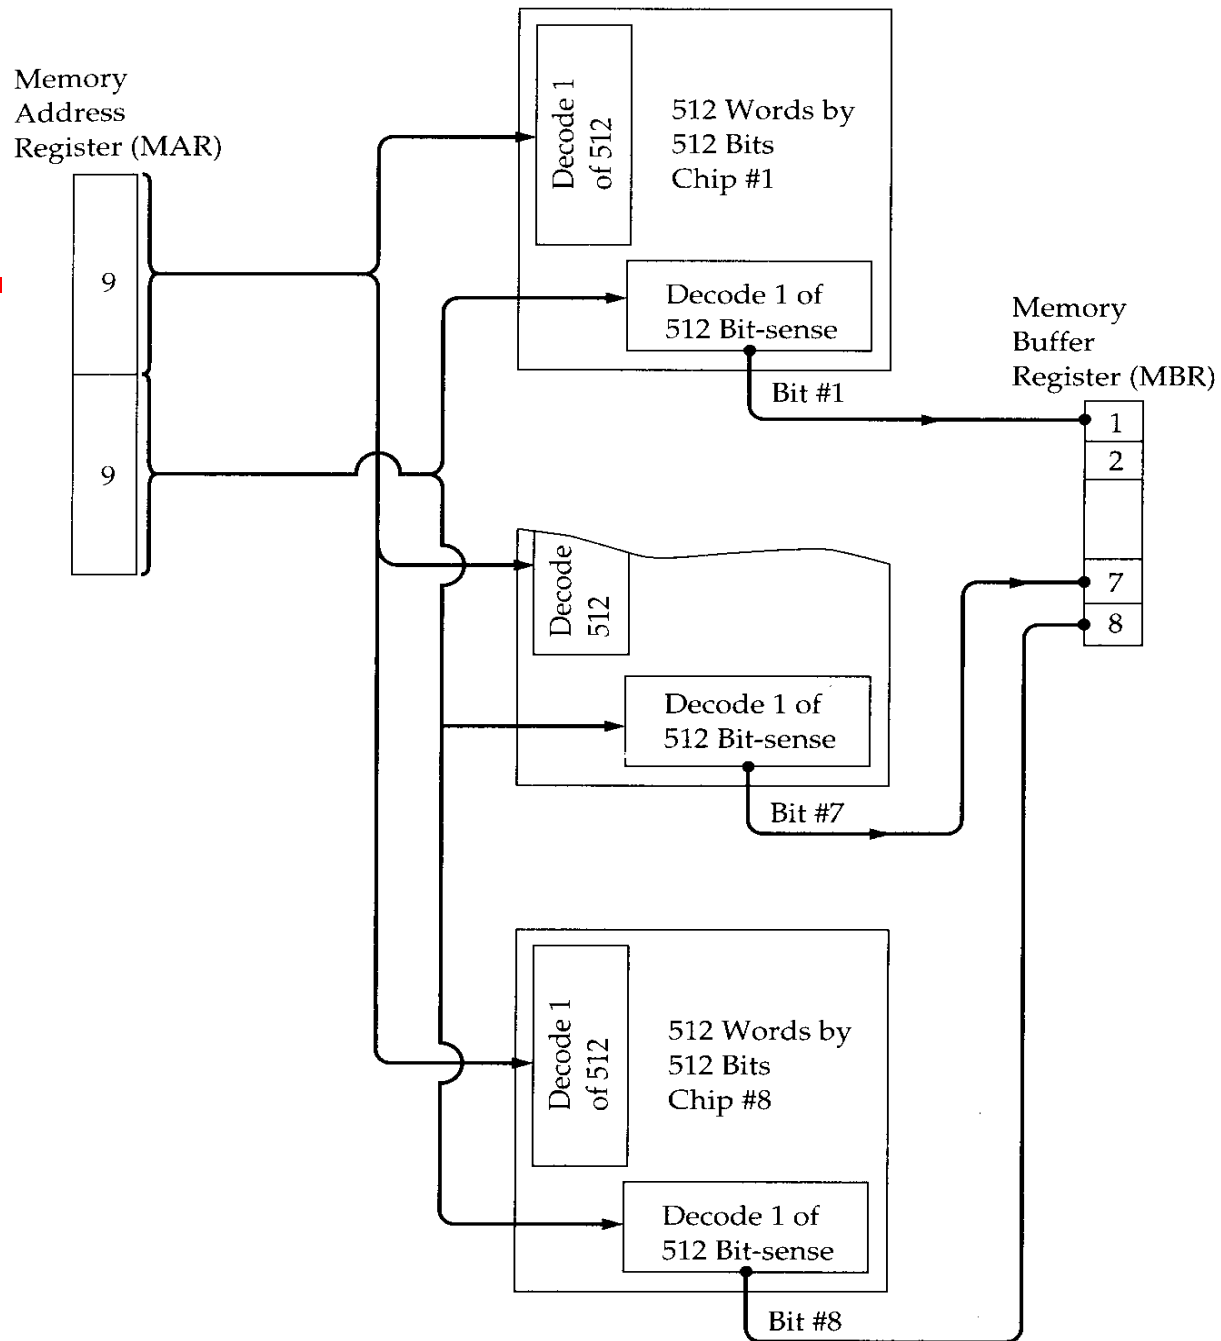 Memory
Address
Register (MAR)
9
9
Decode 1
of 512
512 Words by
512 Bits
Chip #1
Decode 1 of
512 Bit-sense
Bit #1
Memory
Buffer
Register (MBR)
1
2
7
8
Decode
512
Decode 1 of
512 Bit-sense
Bit #7
Decode 1
of 512
512 Words by
512 Bits
Chip #8
Decode 1 of
512 Bit-sense
Bit #8